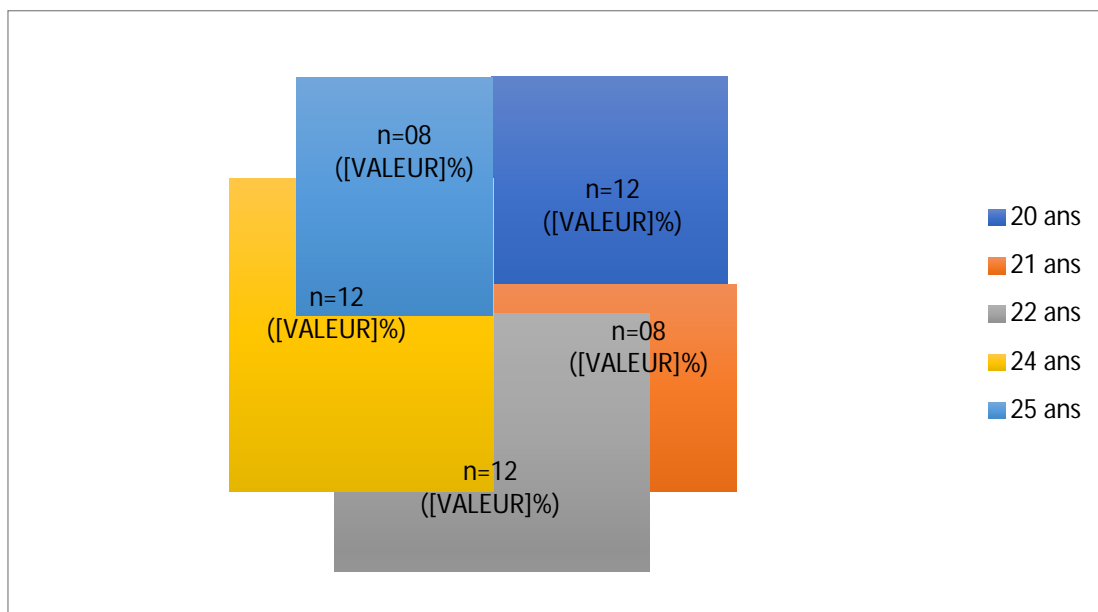 n=08
([VALEUR]%)
n=12
([VALEUR]%)
n=12
([VALEUR]%)
n=08
([VALEUR]%)
n=12
([VALEUR]%)
20 ans
21 ans
22 ans
24 ans
25 ans